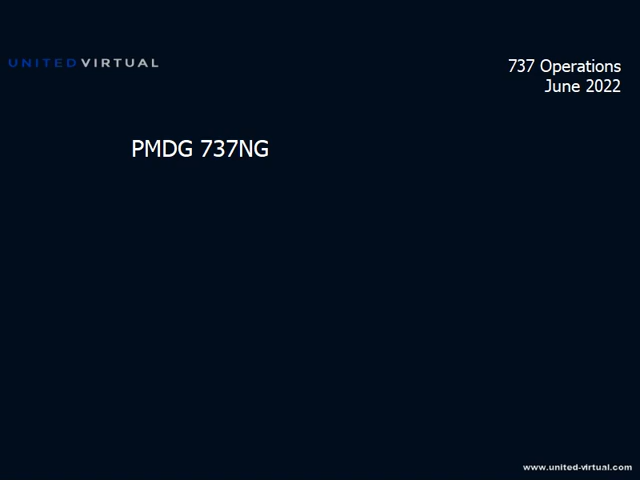 UNITEDVIRTUAL
737 Operations
June 2022
PMDG 737NG
www.united-virtual.com